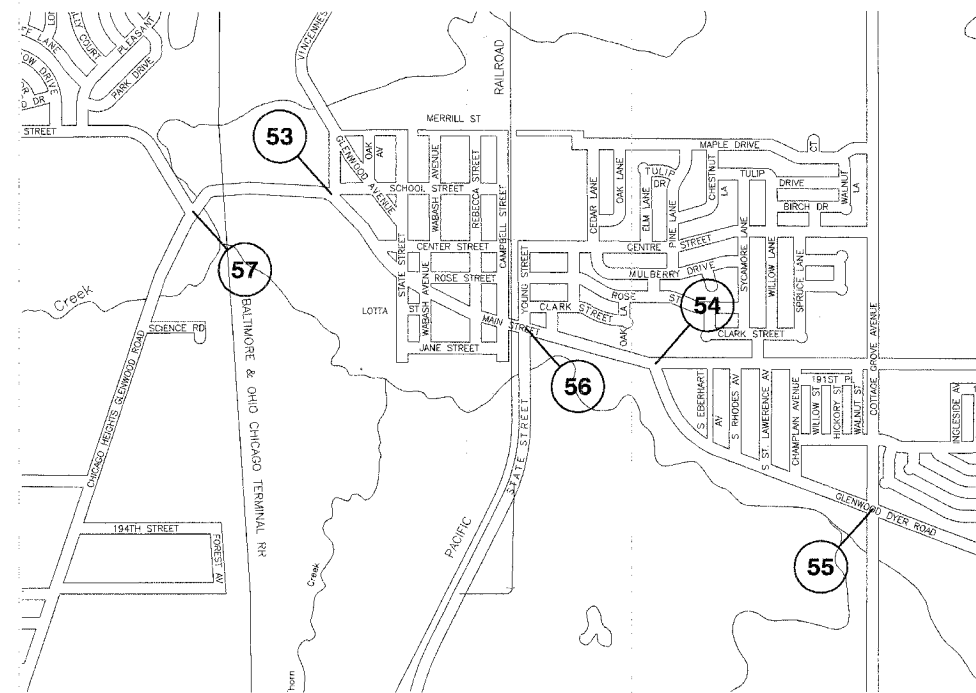 CE LANE
LLY COURT
PLEASANT
OW DRIVE
PARK DRIVE
D DR
STREET
VINCENNES
RAILROAD
53
MERRILL ST
GLENWOOD AVENUE
OAK AV
AVENUE
STREET
SCHOOL STREET
WABASH
REBECCA
CAMPBELL STREET
MAPLE DRIVE
CT
CEDAR LANE
OAK LANE
TULIP DR
ELM LANE
PINE LANE
CHESTNUT LA
TULIP
DRIVE
WALNUT LA
BIRCH DR
STATE STREET
CENTER STREET
CENTRE
STREET
57
ROSE STREET
WABASH AVENUE
YOUNG STREET
MULBERRY DRIVE
SYCAMORE LANE
WILLOW LANE
SPRUCE LANE
Creek
LOTTA
ST
MAIN STREET
CLARK STREET
ROSE
ST
OAK LA
54
CLARK STREET
COTTAGE GROVE AVENUE
SCIENCE RD
BALTIMORE & OHIO CHICAGO TERMINAL RR
JANE STREET
56
CHICAGO HEIGHTS GLENWOOD ROAD
STATE STREET
S EBERHART AV
S RHODES AV
S ST. LAWERENCE AV
CHAMPLAIN AVENUE
191ST PL
WILLOW ST
HICKORY ST
WALNUT ST
INGLESIDE AV
GLENWOOD DYER ROAD
194TH STREET
FOREST AV
PACIFIC
55
Creek
Thorn